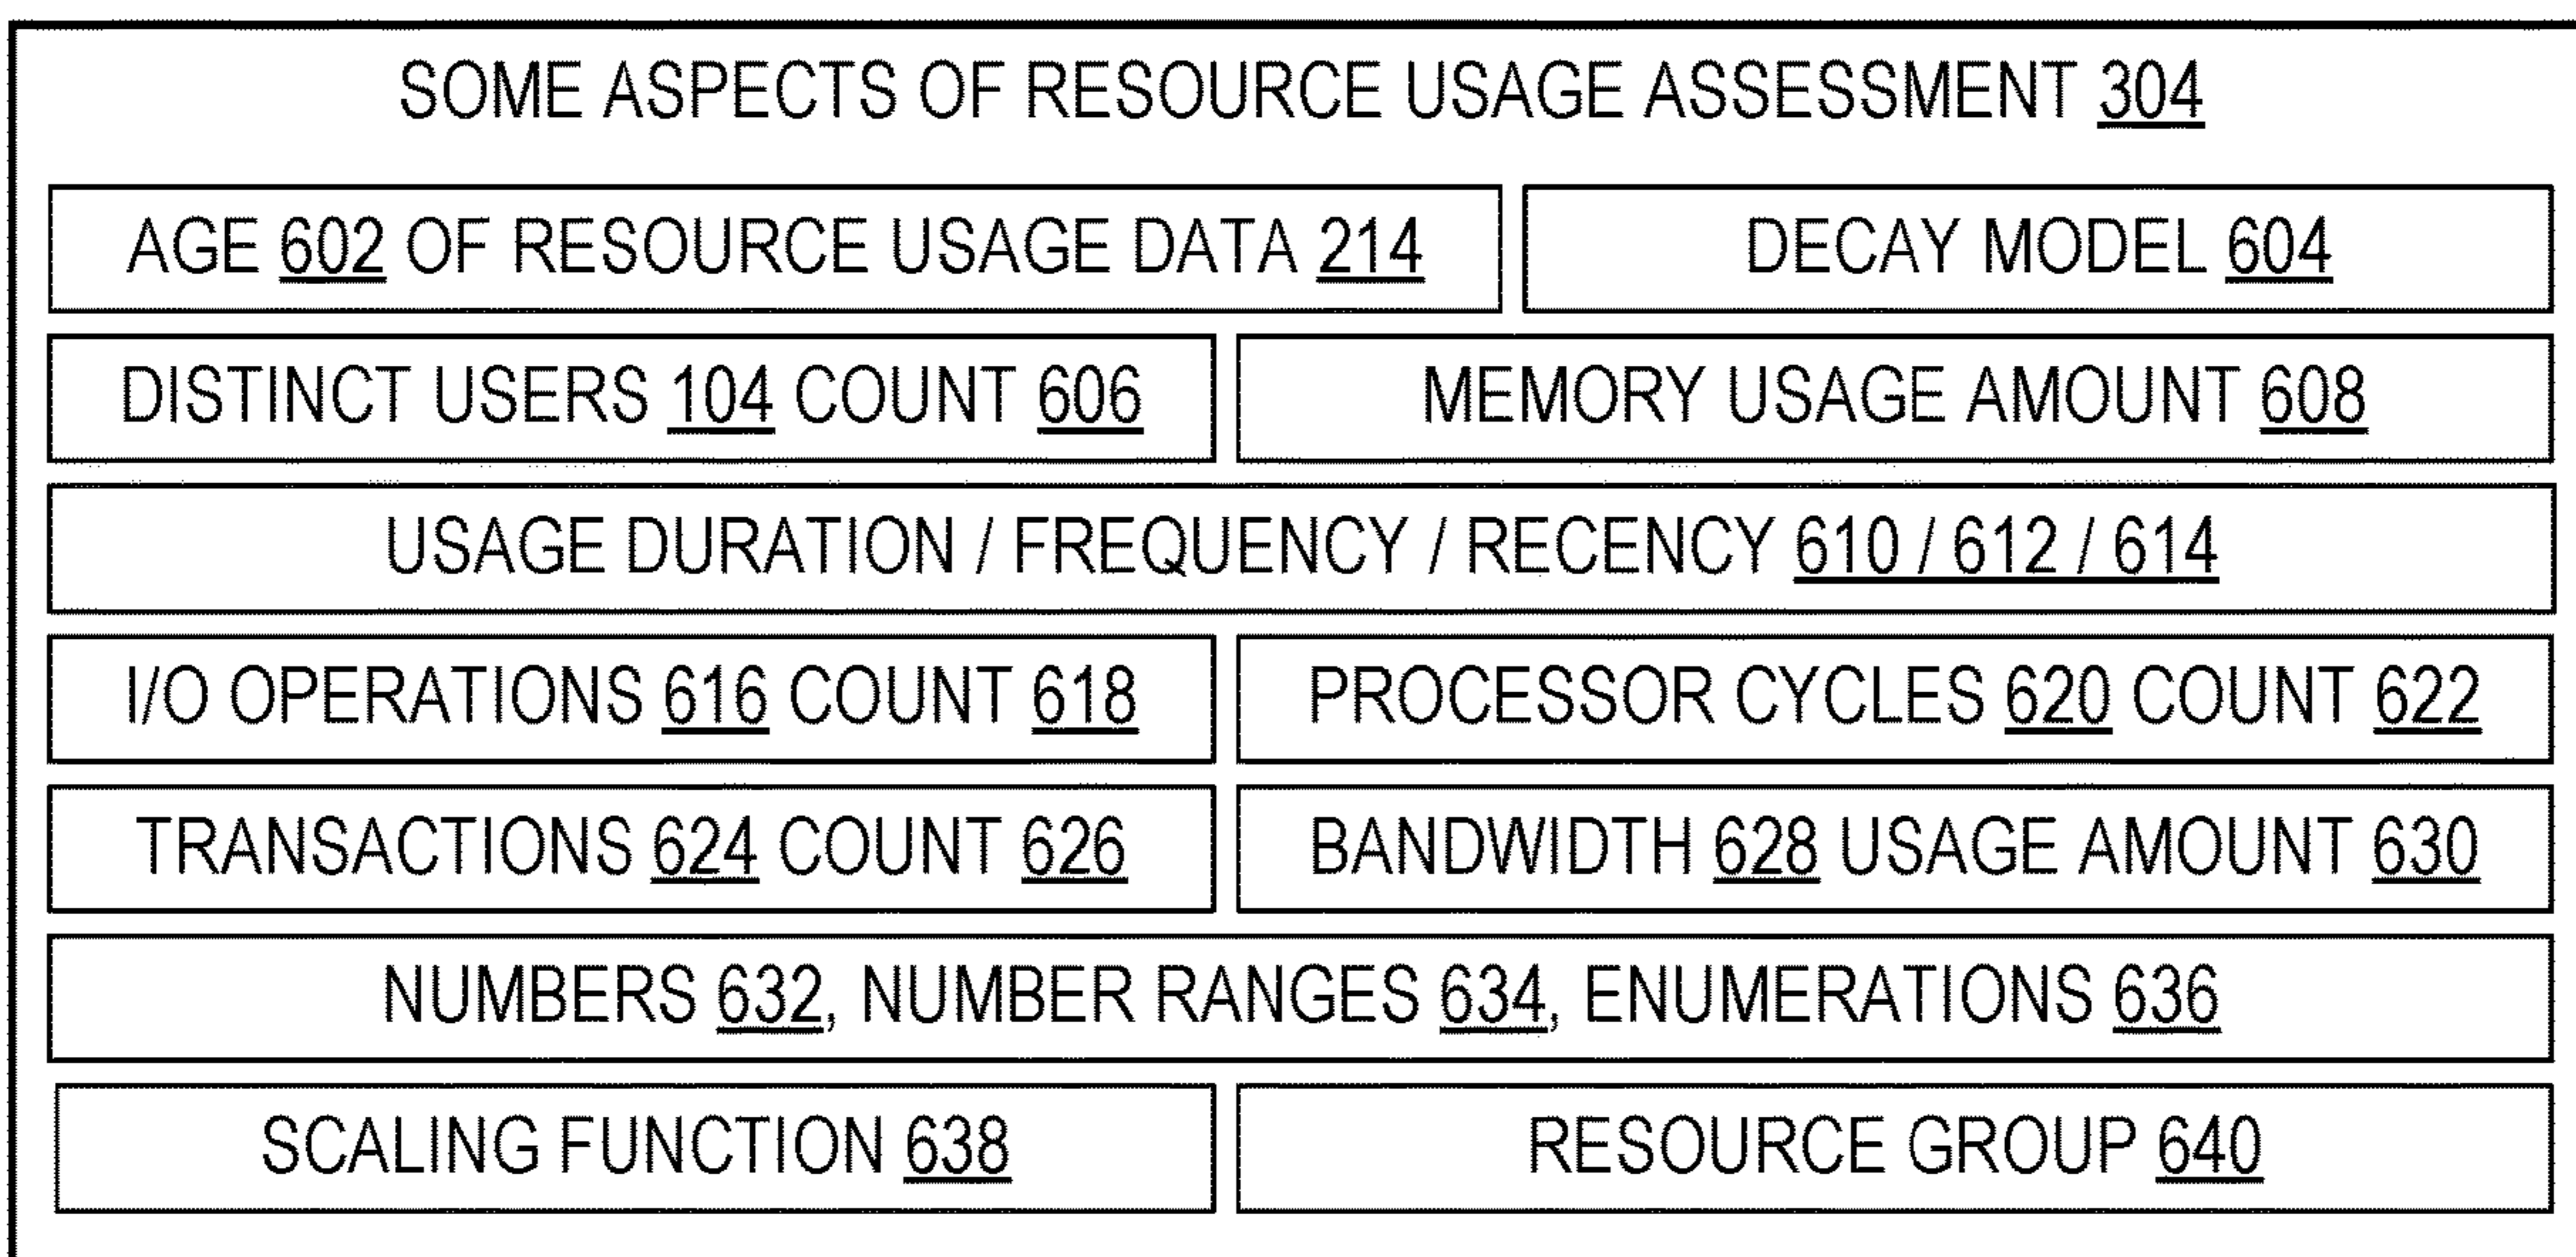 SOME ASPECTS OF RESOURCE USAGE ASSESSMENT 304
AGE 602 OF RESOURCE USAGE DATA 214
DECAY MODEL 604
DISTINCT USERS 104 COUNT 606
MEMORY USAGE AMOUNT 608
USAGE DURATION / FREQUENCY / RECENCY 610 / 612 / 614
I/O OPERATIONS 616 COUNT 618
PROCESSOR CYCLES 620 COUNT 622
TRANSACTIONS 624 COUNT 626
BANDWIDTH 628 USAGE AMOUNT 630
NUMBERS 632, NUMBER RANGES 634, ENUMERATIONS 636
SCALING FUNCTION 638
RESOURCE GROUP 640